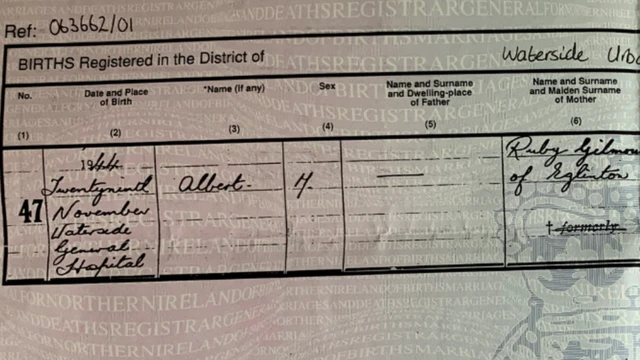 Ref: 063662/01
BIRTHS Registered in the District of Waterside
No. Date and Place of Birth *Name (if any) Sex Name and Surname and Dwelling-place of Father Name and Surname and Maiden Surname of Mother
(1) (2) (3) (4) (5) (6)
47
1944
Twentyninth
November
Waterside
General
Hospital
Albert.
Ruby
of Eglinton
† formerly